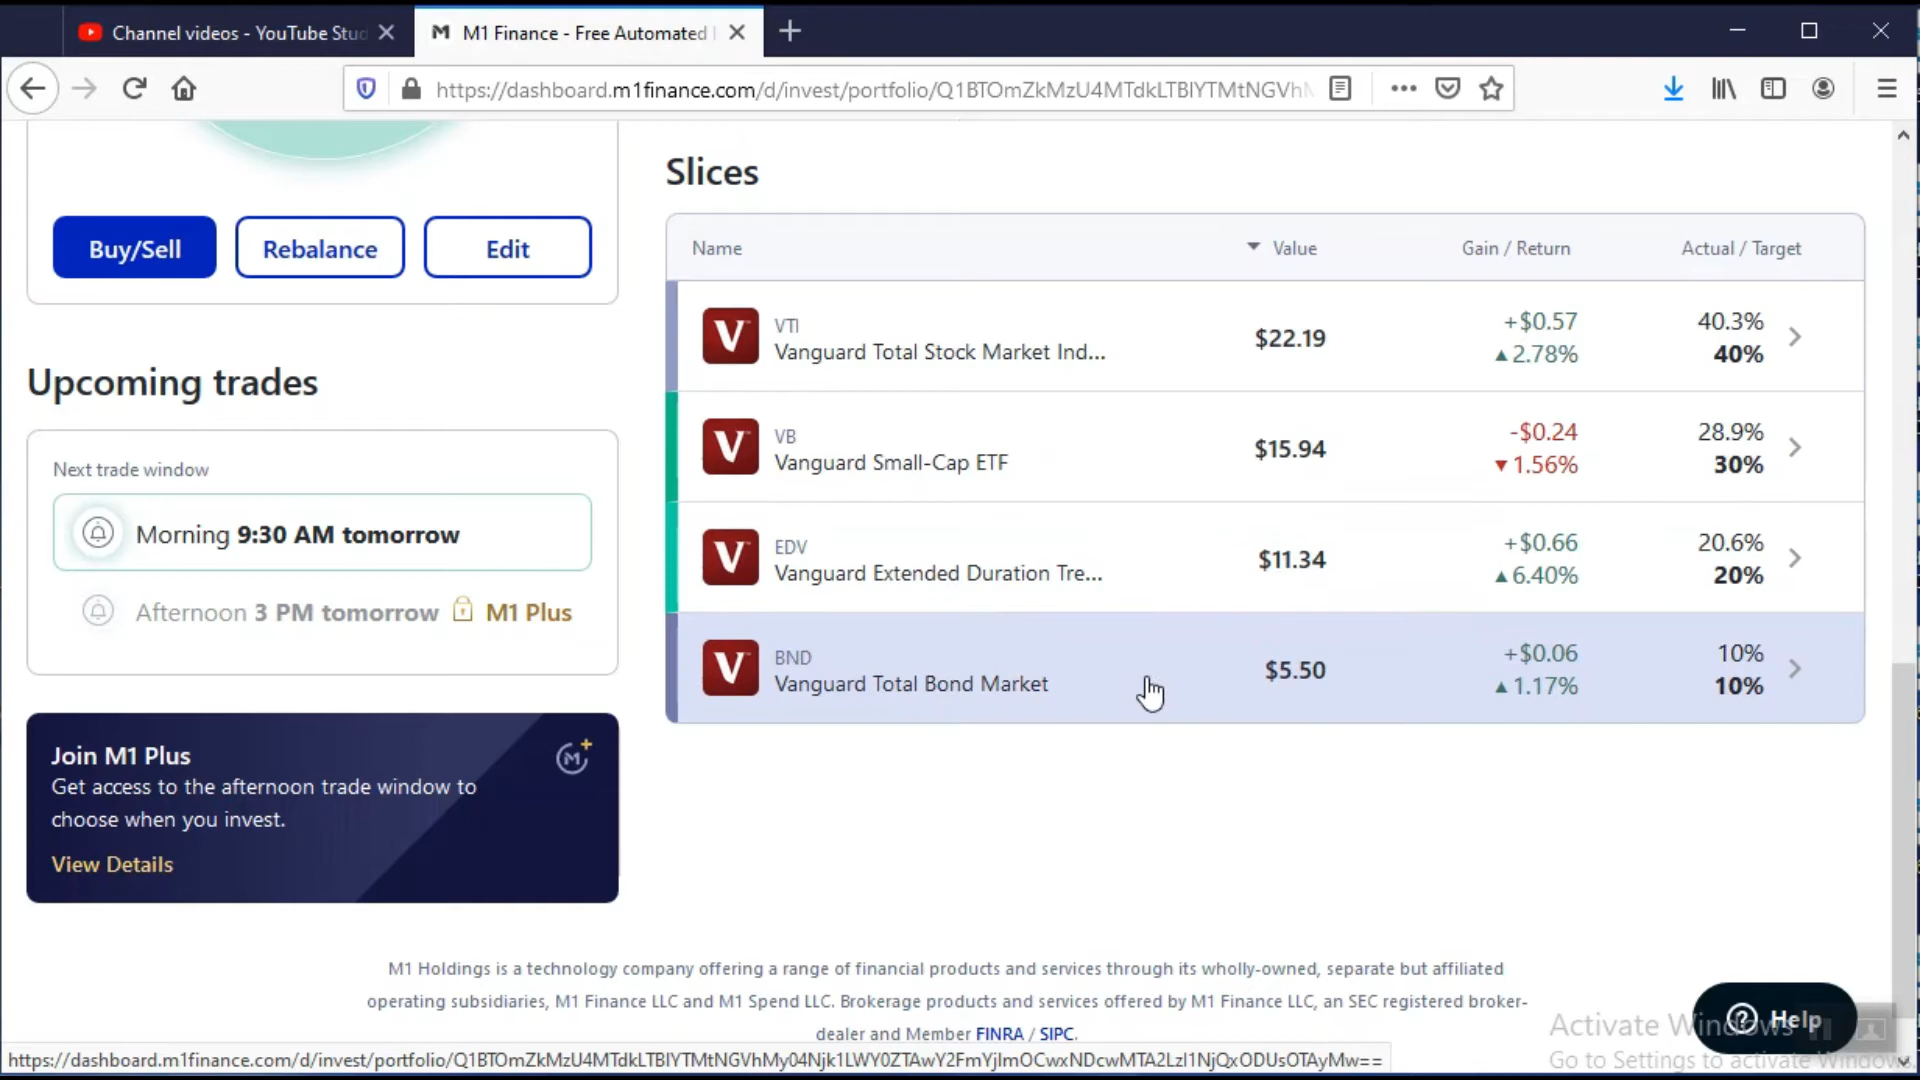 Channel videos - YouTube Stud
M1 Finance - Free Automated
https://dashboard.m1finance.com/d/invest/portfolio/Q1BTOmZkMzU4MTdkLTBlYTMtNGVhM
Slices
Buy/Sell
Rebalance
Edit
Name
Value
Gain / Return
Actual / Target
VTI
Vanguard Total Stock Market Ind...
$22.19
+$0.57
▲2.78%
40.3%
40%
VB
Vanguard Small-Cap ETF
$15.94
-$0.24
▼1.56%
28.9%
30%
EDV
Vanguard Extended Duration Tre...
$11.34
+$0.66
▲6.40%
20.6%
20%
BND
Vanguard Total Bond Market
$5.50
+$0.06
▲1.17%
10%
10%
Upcoming trades
Next trade window
Morning 9:30 AM tomorrow
Afternoon 3 PM tomorrow M1 Plus
Join M1 Plus
Get access to the afternoon trade window to
choose when you invest.
View Details
M1 Holdings is a technology company offering a range of financial products and services through its wholly-owned, separate but affiliated
operating subsidiaries, M1 Finance LLC and M1 Spend LLC. Brokerage products and services offered by M1 Finance LLC, an SEC registered broker-
dealer and Member FINRA / SIPC.
Help
Activate Windows
Go to Settings to activate Windows.
https://dashboard.m1finance.com/d/invest/portfolio/Q1BTOmZkMzU4MTdkLTBlYTMtNGVhMy04Njk1LWY0ZTAwY2FmYjlmOCwxNDcwMTA2LzI1NjQxODUsOTAyMw==